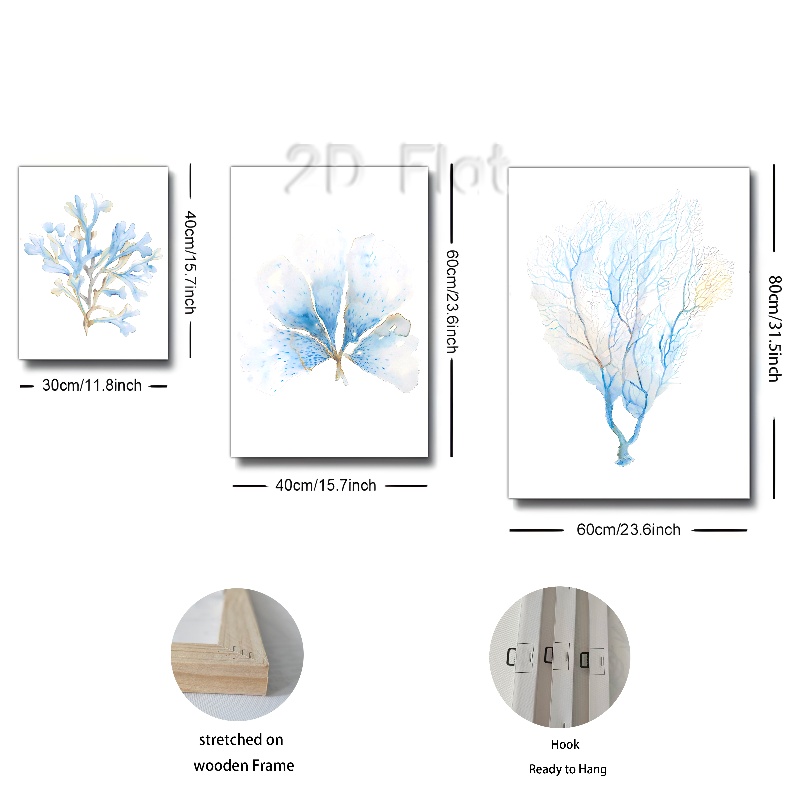 2D Flat
40cm/15.7inch
60cm/23.6inch
80cm/31.5inch
30cm/11.8inch
40cm/15.7inch
60cm/23.6inch
stretched on
wooden Frame
Hook
Ready to Hang